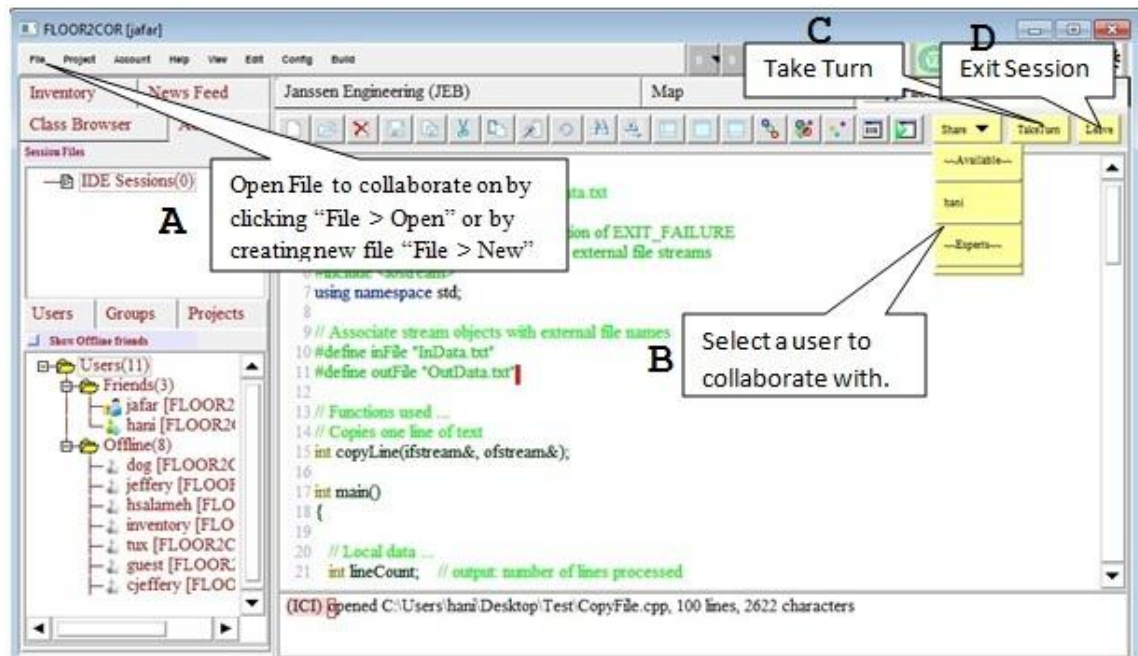 FLOOR2COR [jafar]
File Project Account Help View Edit Config Build
C
D
Take Turn
Exit Session
Inventory News Feed
Class Browser
Janssen Engineering (JEB) Map
Share TakeTurn Leave
Session Files
IDE Sessions(0)
A
Open File to collaborate on by
clicking “File > Open” or by
creating new file “File > New”
~~Available~~
hani
~~Experts~~
ata.txt
ion of EXIT_FAILURE
external file streams
6 #include <iostream>
7 using namespace std;
8
9 // Associate stream objects with external file names
10 #define inFile "InData.txt"
11 #define outFile "OutData.txt"
12
13 // Functions used ...
14 // Copies one line of text
15 int copyLine(ifstream&, ofstream&);
16
17 int main()
18 {
19
20 // Local data ...
21 int lineCount; // output: number of lines processed
B
Select a user to
collaborate with.
Users Groups Projects
Show Offline friends
Users(11)
Friends(3)
jafar [FLOOR2
hani [FLOOR2(
Offline(8)
dog [FLOOR2C
jeffery [FLOOF
hsalameh [FLO
inventory [FLO
tux [FLOOR2C
guest [FLOOR:
cjeffery [FLOC
(ICI) opened C:\Users\hani\Desktop\Test\CopyFile.cpp, 100 lines, 2622 characters